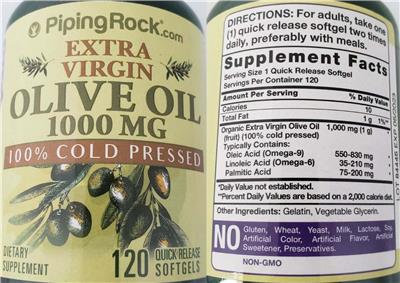 PipingRock.com
EXTRA
VIRGIN
OLIVE OIL
1000 MG
100% COLD PRESSED
DIETARY
SUPPLEMENT
120
QUICK RELEASE
SOFTGELS
DIRECTIONS: For adults, take one
(1) quick release softgel two times
daily, preferably with meals.
Supplement Facts
Serving Size 1 Quick Release Softgel
Servings Per Container 120
Amount Per Serving % Daily Value
Calories 10
Total Fat 1 g 1%**
Organic Extra Virgin Olive Oil 1,000 mg (1 g) *
(fruit) (100% cold pressed)
Typically Contains:
Oleic Acid (Omega-9) 550-830 mg *
Linoleic Acid (Omega-6) 35-210 mg *
Palmitic Acid 75-200 mg *
*Daily Value not established.
**Percent Daily Values are based on a 2,000 calorie diet.
Other Ingredients: Gelatin, Vegetable Glycerin.
NO
Gluten, Wheat, Yeast, Milk, Lactose, Soy,
Artificial Color, Artificial Flavor, Artificial
Sweetener, Preservatives.
NON-GMO